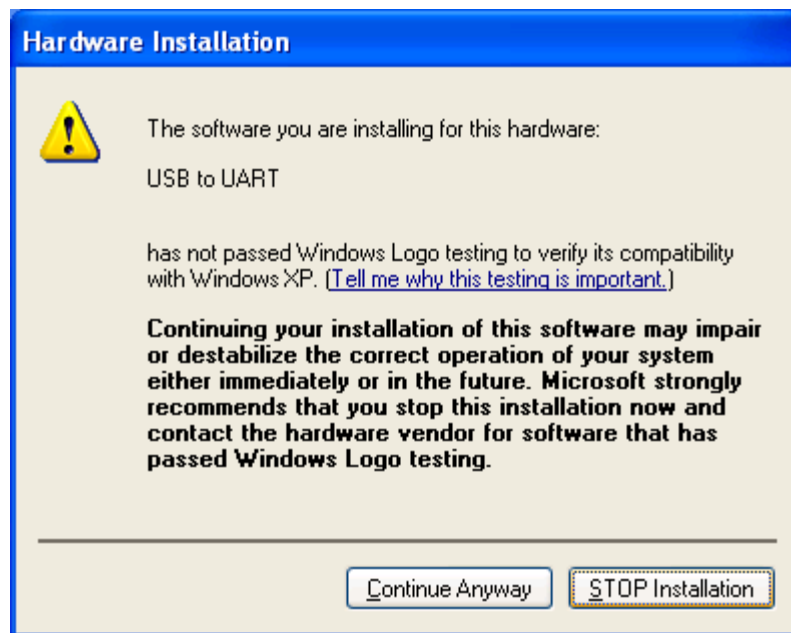 Hardware Installation
The software you are installing for this hardware:
USB to UART
has not passed Windows Logo testing to verify its compatibility
with Windows XP. (Tell me why this testing is important.)
Continuing your installation of this software may impair
or destabilize the correct operation of your system
either immediately or in the future. Microsoft strongly
recommends that you stop this installation now and
contact the hardware vendor for software that has
passed Windows Logo testing.
Continue Anyway STOP Installation